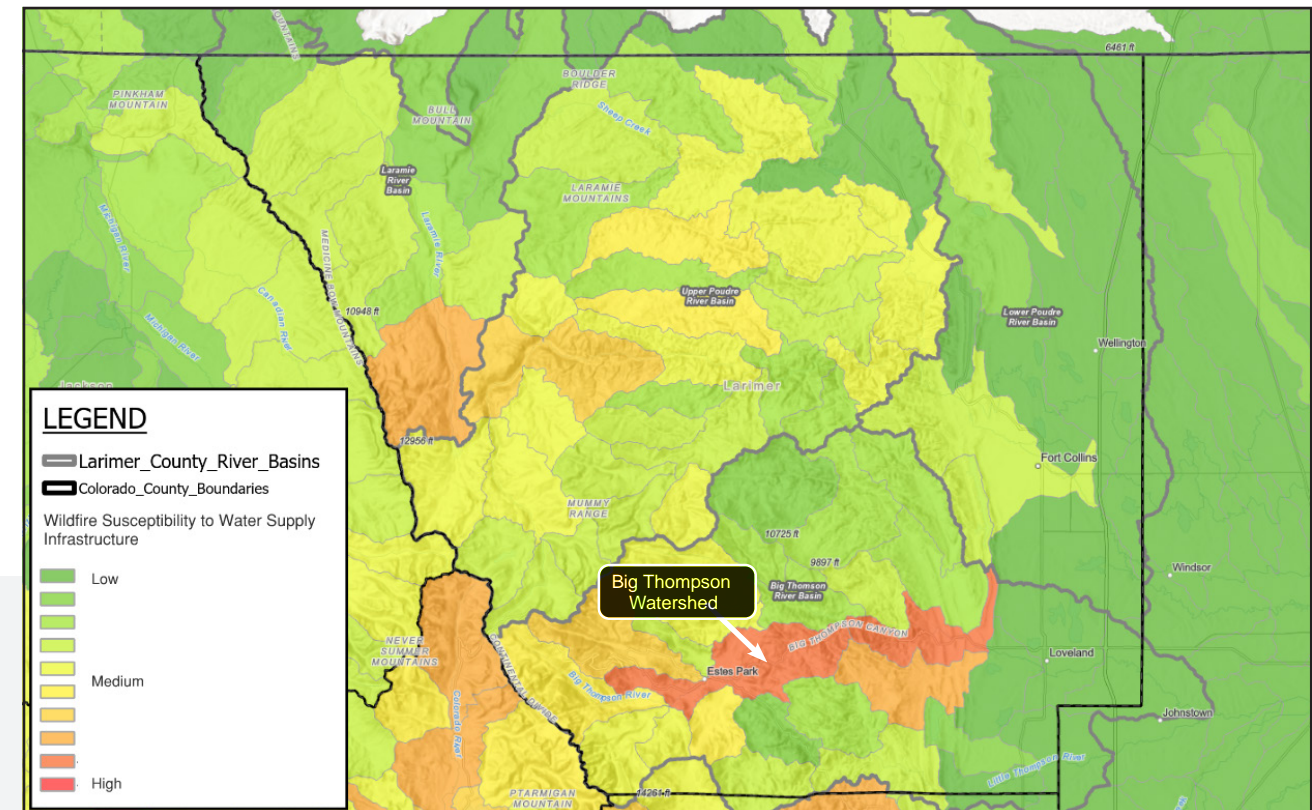 6461 ft
BOULDER
RIDGE
PINKHAM
MOUNTAIN
BULL
MOUNTAIN
Sheep Creek
Laramie
River
Basin
LARAMIE
MOUNTAINS
Michigan River
Laramie River
MEDICINE BOW MOUNTAINS
Canadian River
Upper Poudre
River Basin
10948 ft
Lower Poudre
River Basin
Michigan River
Wellington
Jackson
Larimer
LEGEND
Larimer_County_River_Basins
Colorado_County_Boundaries
Wildfire Susceptibility to Water Supply
Infrastructure
Low
Medium
High
12956 ft
Fort Collins
MUMMY
RANGE
10725 ft
9897 ft
Windsor
Big Thompson
Watershed
Big Thomson
River Basin
BIG THOMPSON CANYON
NEVER
SUMMER
MOUNTAINS
CONTINENTAL DIVIDE
Loveland
Estes Park
Big Thompson River
Colorado River
Johnstown
Little Thompson River
PTARMIGAN
MOUNTAIN
14261 ft